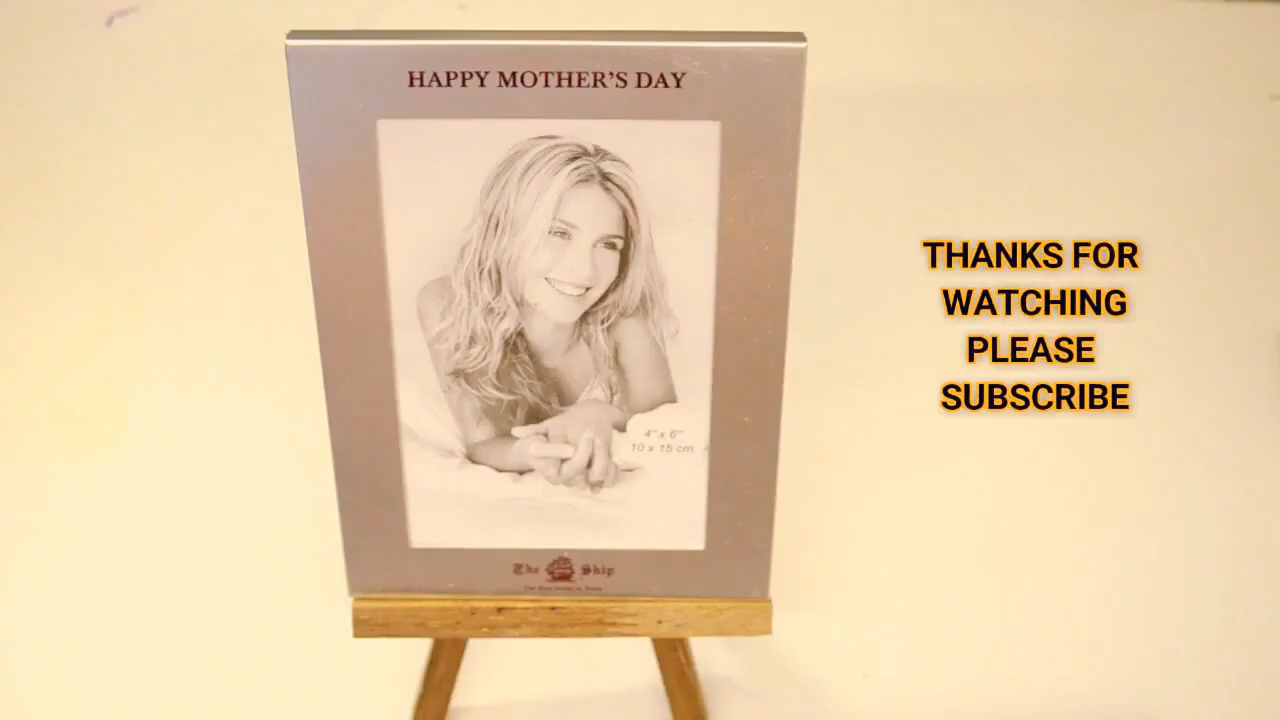 HAPPY MOTHER'S DAY
THANKS FOR
WATCHING
PLEASE
SUBSCRIBE
4" x 6"
10 x 15 cm
The Ship